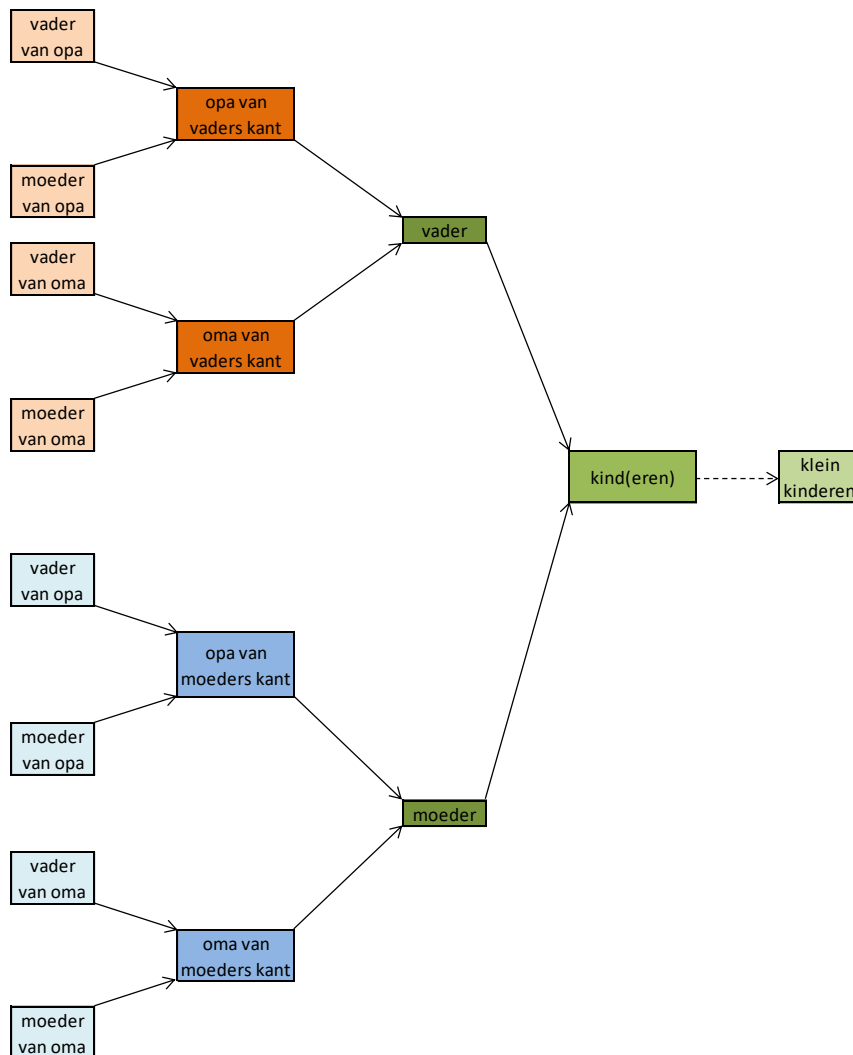 vader
van opa
opa van
vaders kant
moeder
van opa
vader
vader
van oma
oma van
vaders kant
moeder
van oma
kind(eren)
klein
kinderen
vader
van opa
opa van
moeders kant
moeder
van opa
moeder
vader
van oma
oma van
moeders kant
moeder
van oma